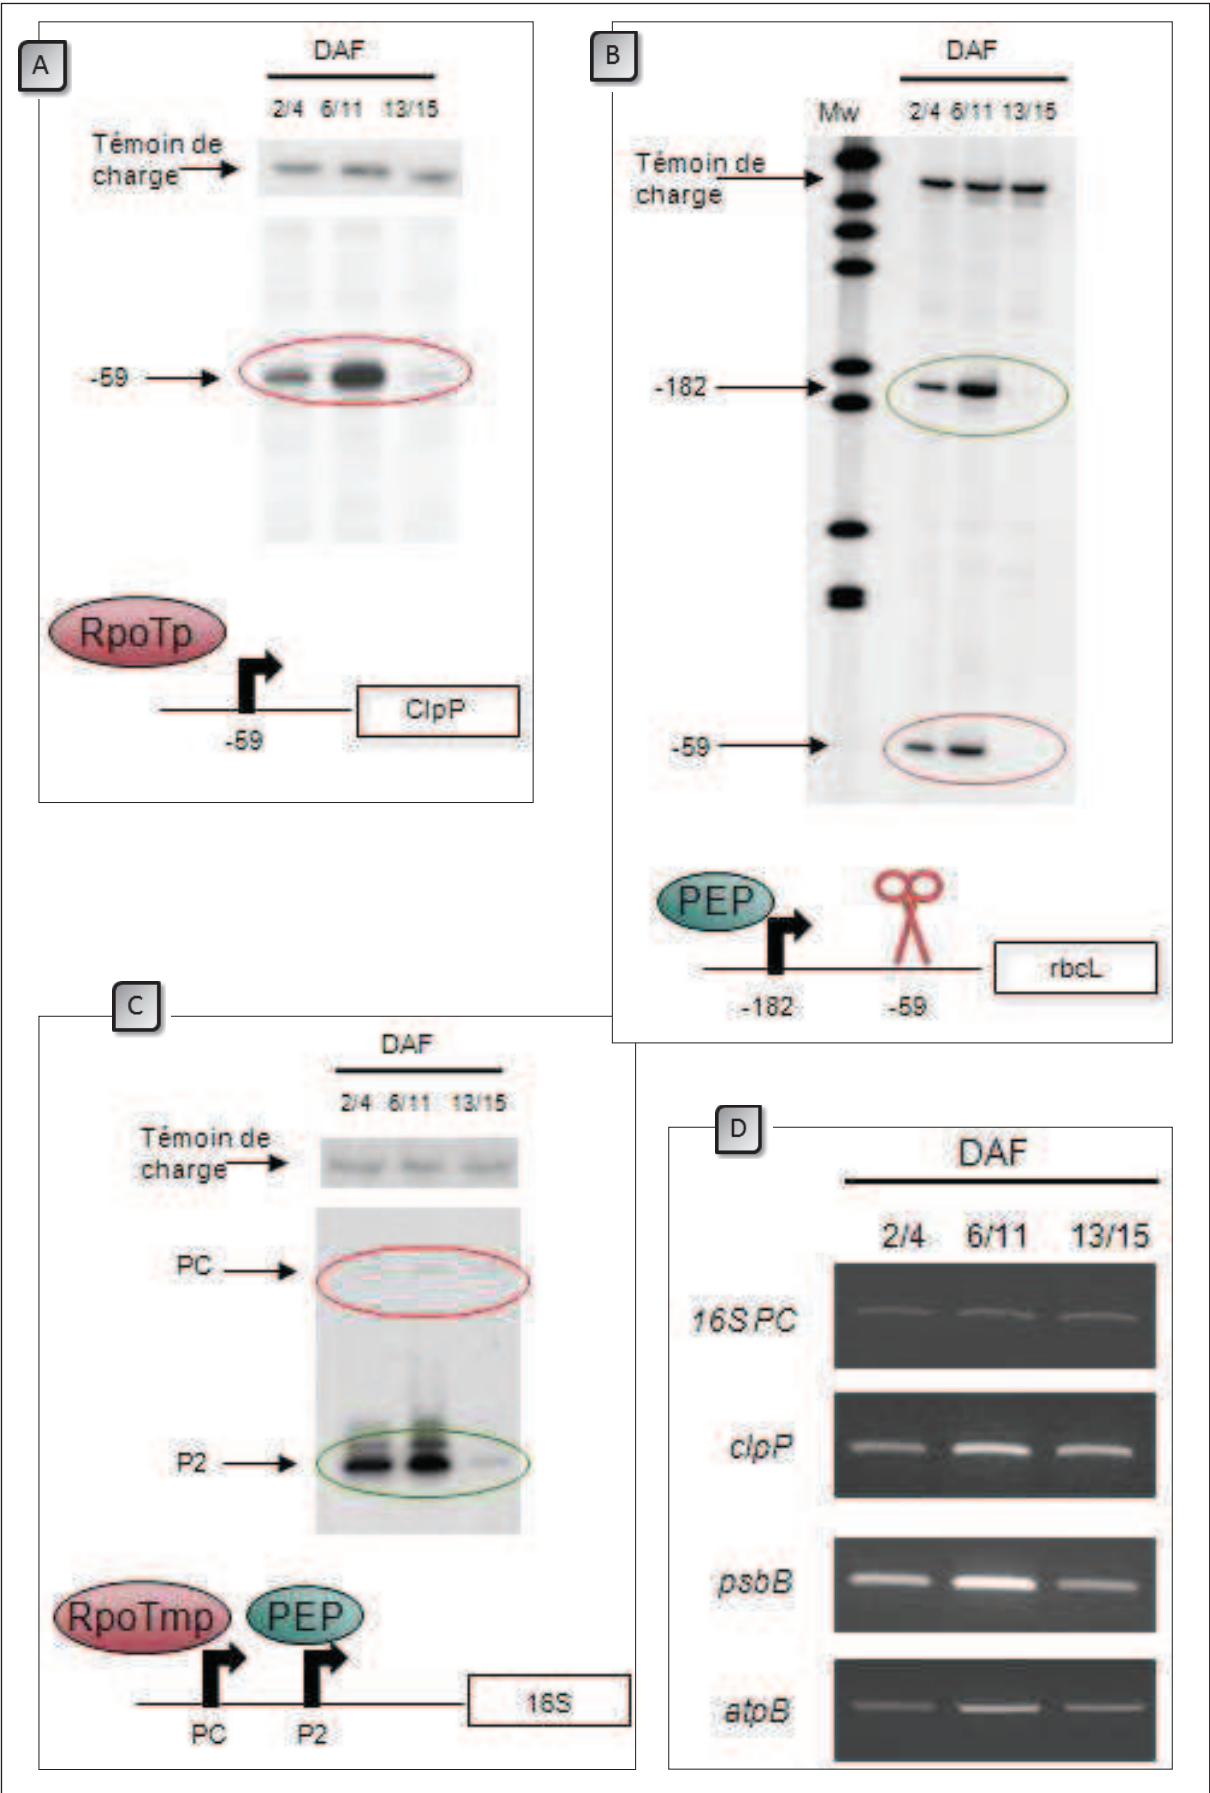 A
DAF
2/4 6/11 13/15
Témoin de
charge
-59
RpoTp
ClpP
-59
B
DAF
Mw 2/4 6/11 13/15
Témoin de
charge
-182
-59
PEP
rbcL
-182 -59
C
DAF
2/4 6/11 13/15
Témoin de
charge
PC
P2
RpoTmp PEP
16S
PC P2
D
DAF
2/4 6/11 13/15
16S PC
clpP
psbB
atpB